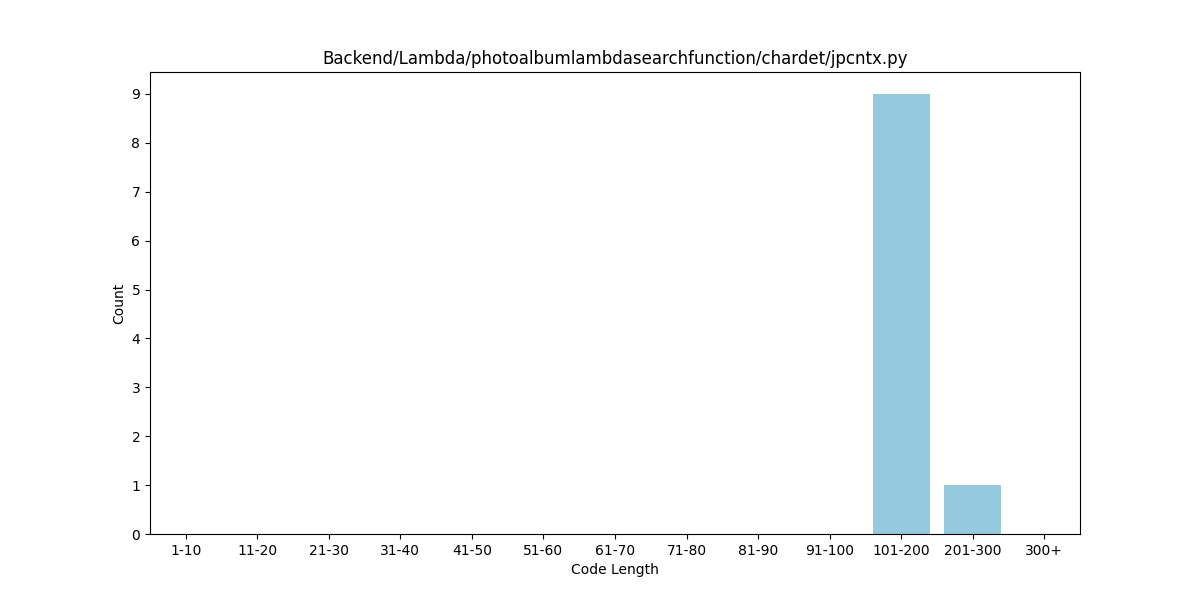 Backend/Lambda/photoalbumlambdasearchfunction/chardet/jpcntx.py
9
8
7
6
5
4
3
2
1
0
Count
1-10 11-20 21-30 31-40 41-50 51-60 61-70 71-80 81-90 91-100 101-200 201-300 300+
Code Length